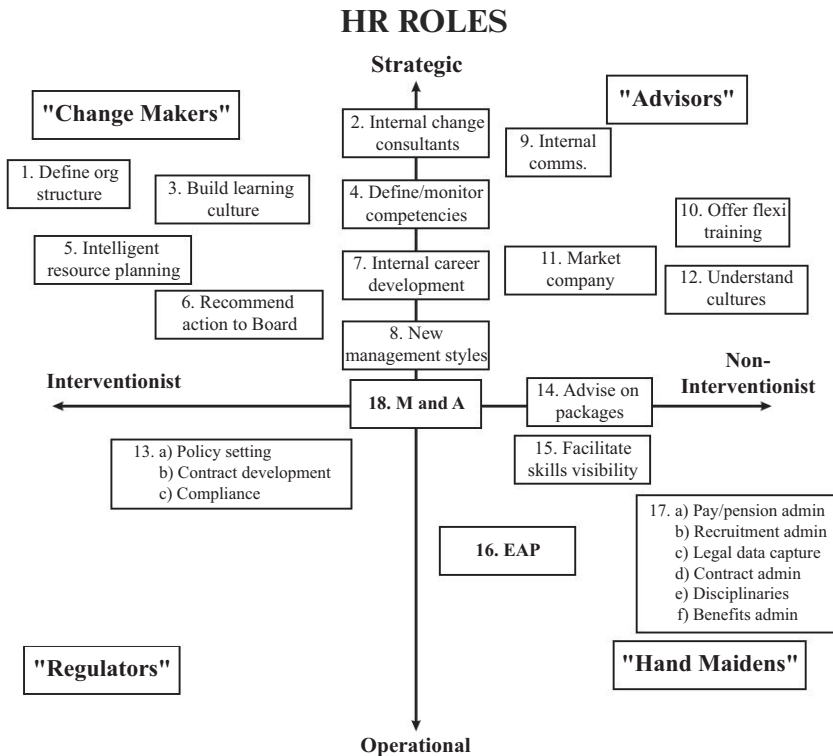 HR ROLES
Strategic
"Change Makers"
"Advisors"
2. Internal change
consultants
9. Internal
comms.
1. Define org
structure
3. Build learning
culture
4. Define/monitor
competencies
10. Offer flexi
training
5. Intelligent
resource planning
7. Internal career
development
11. Market
company
12. Understand
cultures
6. Recommend
action to Board
8. New
management styles
Interventionist
Non-
Interventionist
18. M and A
14. Advise on
packages
13. a) Policy setting
b) Contract development
c) Compliance
15. Facilitate
skills visibility
16. EAP
17. a) Pay/pension admin
b) Recruitment admin
c) Legal data capture
d) Contract admin
e) Disciplinaries
f) Benefits admin
"Regulators"
"Hand Maidens"
Operational